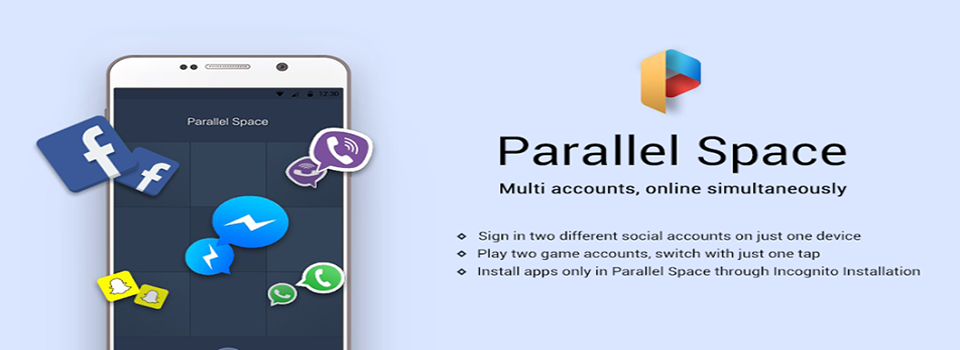 12:30
Parallel Space
Parallel Space
Multi accounts, online simultaneously
Sign in two different social accounts on just one device
Play two game accounts, switch with just one tap
Install apps only in Parallel Space through Incognito Installation